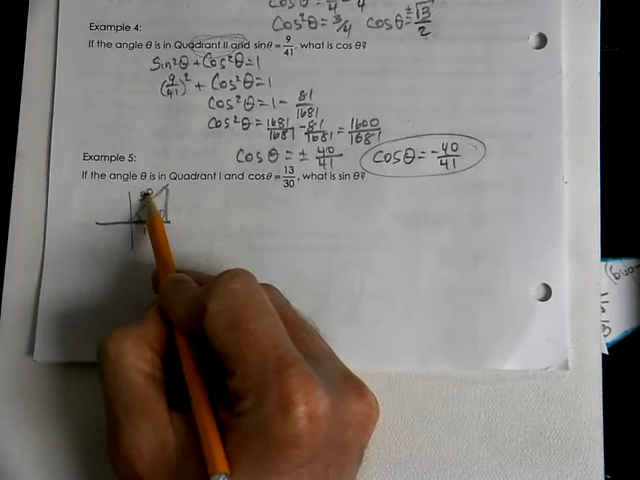 cos²θ = 3/4 cosθ = ±√13/2
Example 4:
If the angle θ is in Quadrant II and sinθ = 9/41, what is cos θ?
Sin²θ + Cos²θ = 1
(9/41)² + Cos²θ = 1
Cos²θ = 1 - 81/1681
Cos²θ = 1681/1681 - 81/1681 = 1600/1681
Cosθ = ± 40/41 Cosθ = -40/41
Example 5:
If the angle θ is in Quadrant I and cosθ = 13/30, what is sin θ?